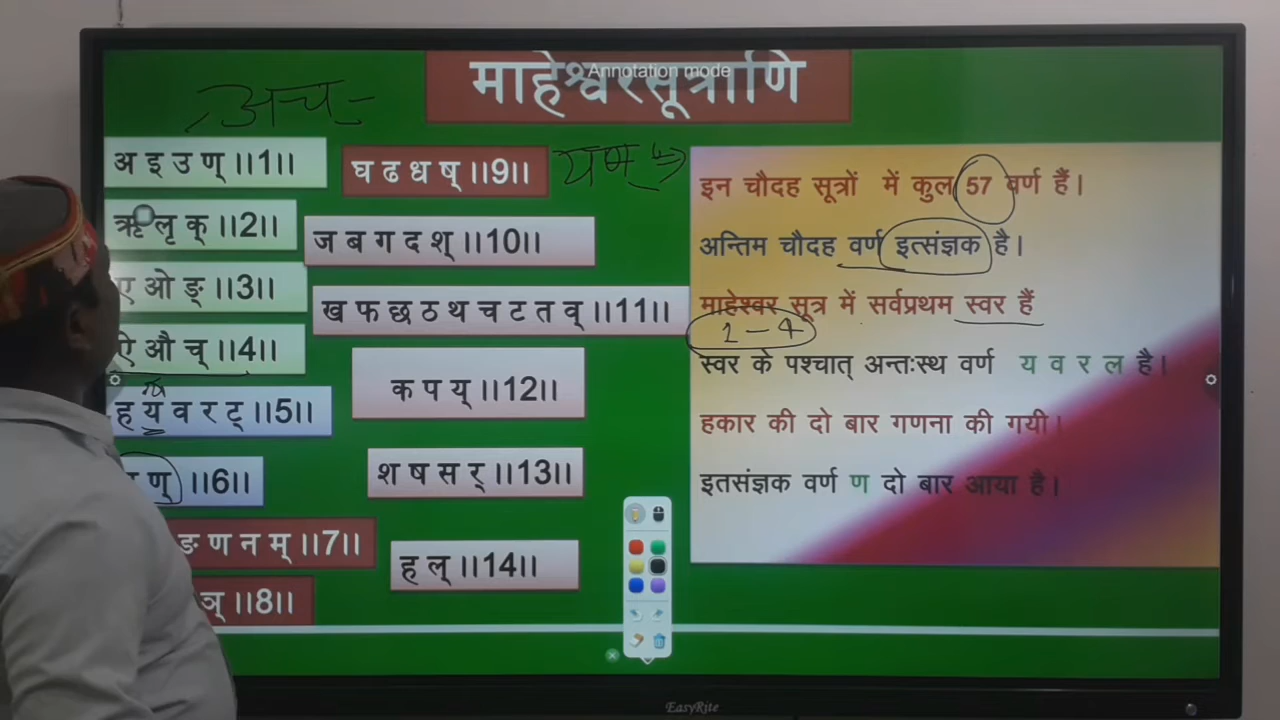 माहेश्वरसूत्राणि
Annotation mode
अच -
अ इ उ ण् ।।1।।
ऋ लृ क् ।।2।।
ए ओ ङ् ।।3।।
ऐ औ च् ।।4।।
ह य व र ट् ।।5।।
ण् ।।6।।
ङ ण न म् ।।7।।
ञ् ।।8।।
घ ढ ध ष् ।।9।।
यण्
ज ब ग द श् ।।10।।
ख फ छ ठ थ च ट त व् ।।11।।
क प य् ।।12।।
श ष स र् ।।13।।
ह ल् ।।14।।
इन चौदह सूत्रों में कुल 57 वर्ण हैं।
अन्तिम चौदह वर्ण इत्संज्ञक है।
माहेश्वर सूत्र में सर्वप्रथम स्वर हैं
1 - 4
स्वर के पश्चात् अन्तःस्थ वर्ण य व र ल है।
हकार की दो बार गणना की गयी।
इतसंज्ञक वर्ण ण दो बार आया है।
EasyRite